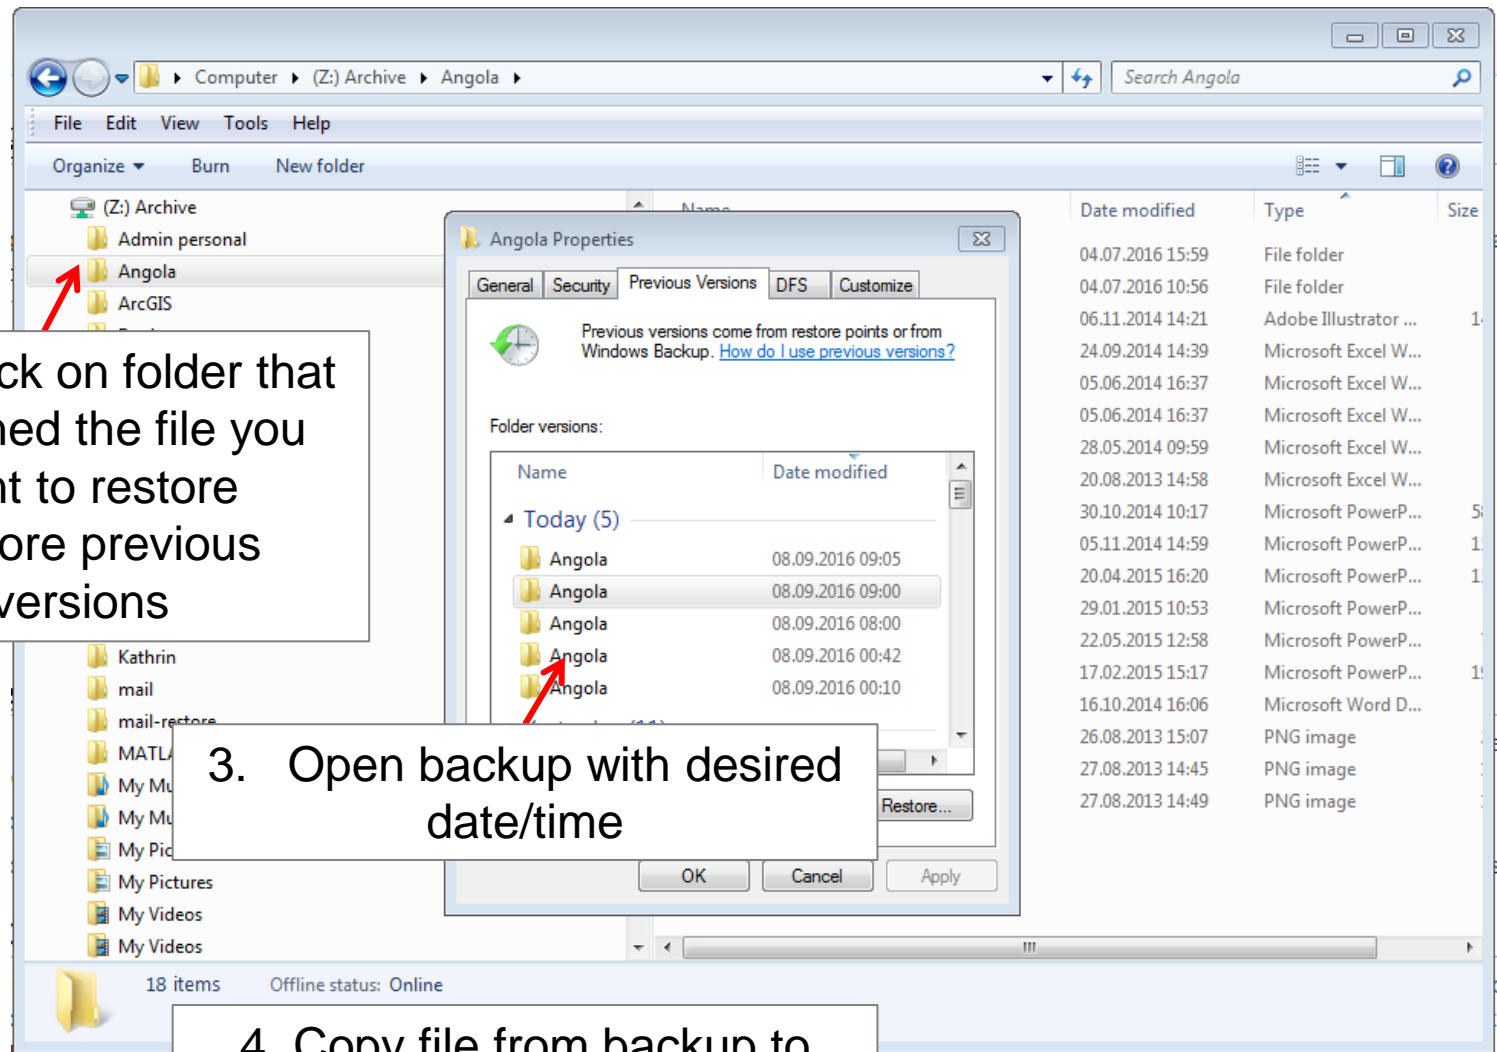 Computer (Z:) Archive Angola
Search Angola
File Edit View Tools Help
Organize Burn New folder
(Z:) Archive
Admin personal
Angola
ArcGIS
ck on folder that
ned the file you
nt to restore
ore previous
versions
Kathrin
mail
mail-restore
My Pictures
My Videos
My Videos
Name
Date modified Type Size
04.07.2016 15:59 File folder
04.07.2016 10:56 File folder
06.11.2014 14:21 Adobe Illustrator ...
24.09.2014 14:39 Microsoft Excel W...
05.06.2014 16:37 Microsoft Excel W...
05.06.2014 16:37 Microsoft Excel W...
28.05.2014 09:59 Microsoft Excel W...
20.08.2013 14:58 Microsoft Excel W...
30.10.2014 10:17 Microsoft PowerP...
05.11.2014 14:59 Microsoft PowerP...
20.04.2015 16:20 Microsoft PowerP...
29.01.2015 10:53 Microsoft PowerP...
22.05.2015 12:58 Microsoft PowerP...
17.02.2015 15:17 Microsoft PowerP...
16.10.2014 16:06 Microsoft Word D...
26.08.2013 15:07 PNG image
27.08.2013 14:45 PNG image
27.08.2013 14:49 PNG image
Angola Properties
General Security Previous Versions DFS Customize
Previous versions come from restore points or from
Windows Backup. How do I use previous versions?
Folder versions:
Name Date modified
Today (5)
Angola 08.09.2016 09:05
Angola 08.09.2016 09:00
Angola 08.09.2016 08:00
Angola 08.09.2016 00:42
Angola 08.09.2016 00:10
3. Open backup with desired
date/time
Restore...
OK Cancel Apply
18 items Offline status: Online
4. Copy file from backup to